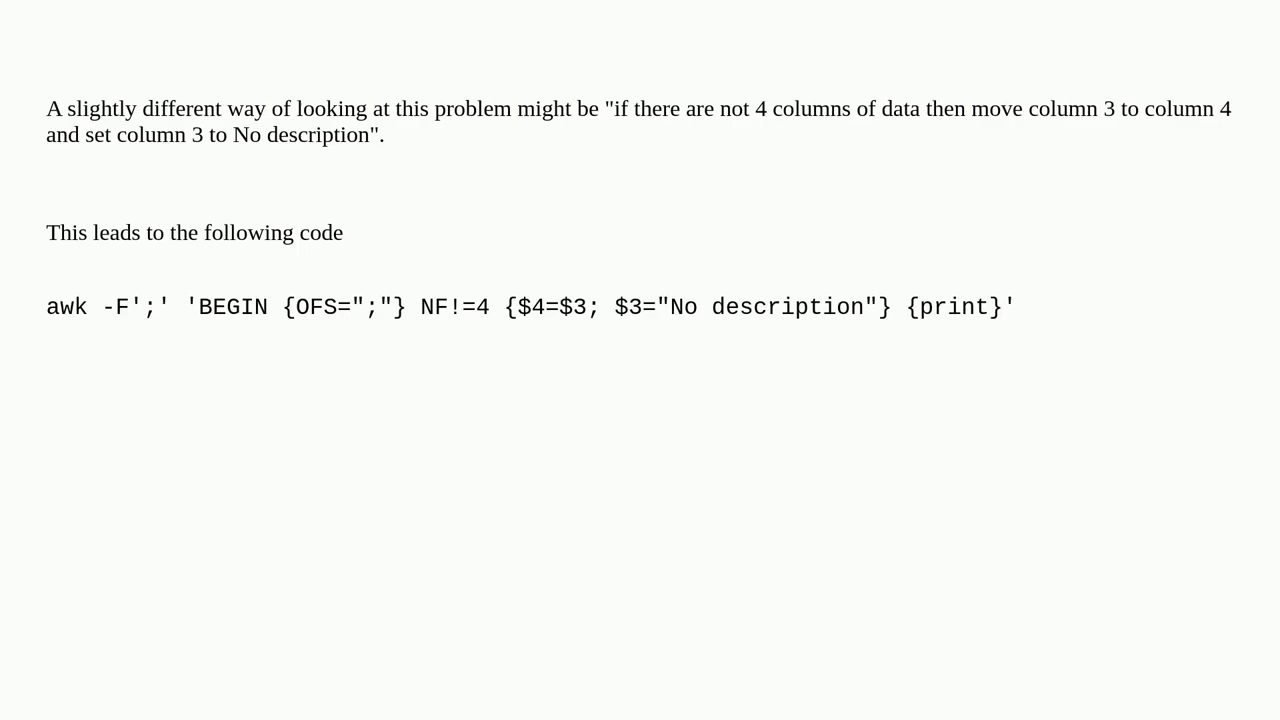 A slightly different way of looking at this problem might be "if there are not 4 columns of data then move column 3 to column 4
and set column 3 to No description".
This leads to the following code
awk -F';' 'BEGIN {OFS=";"} NF!=4 {$4=$3; $3="No description"} {print}'